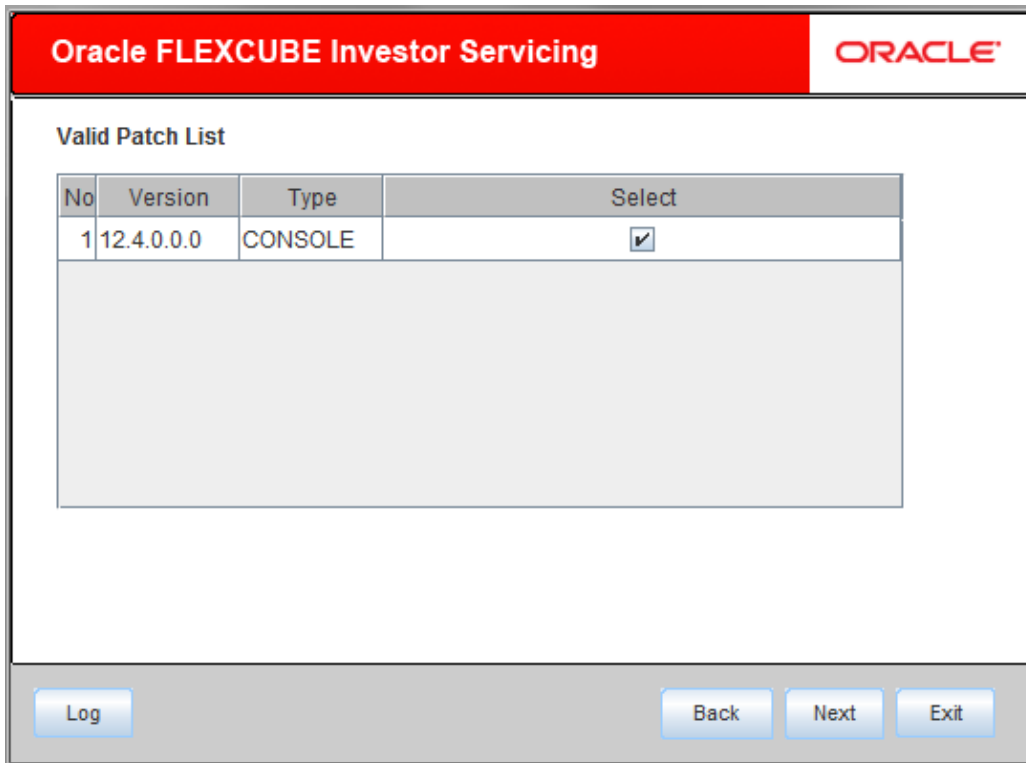 Oracle FLEXCUBE Investor Servicing
ORACLE
Valid Patch List
No Version Type Select
1 12.4.0.0.0 CONSOLE
Log Back Next Exit